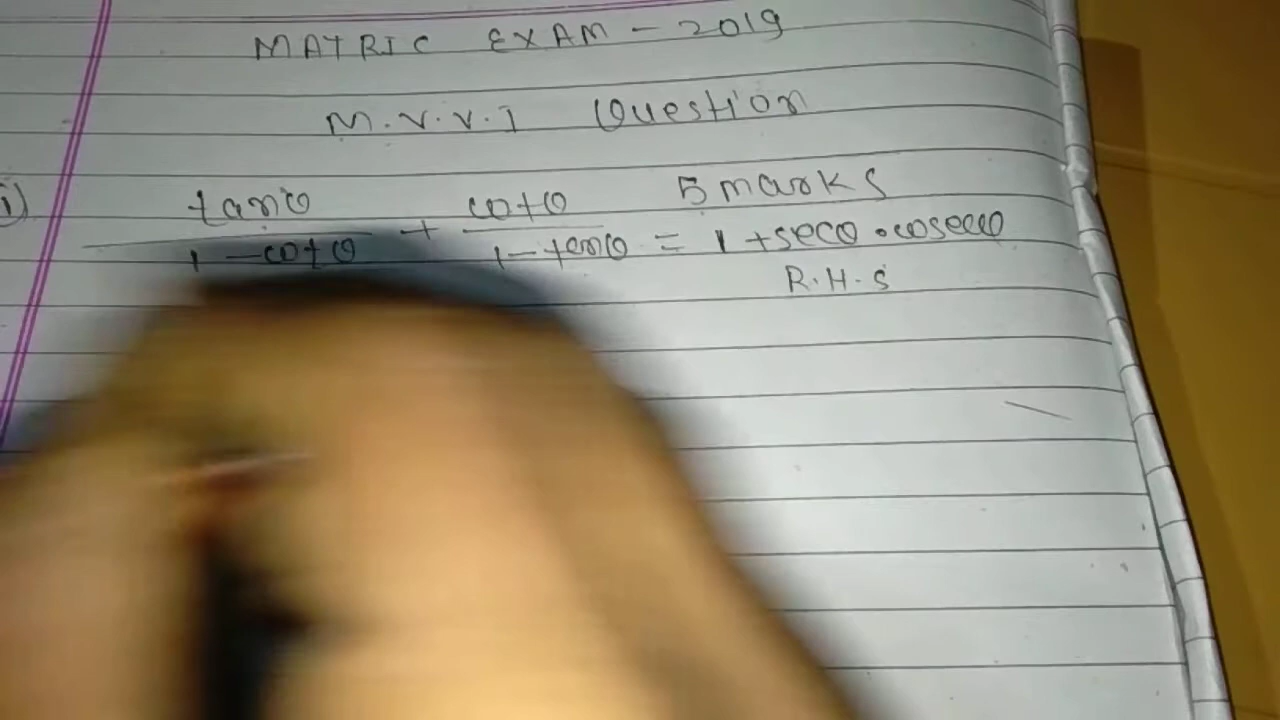 MATRIC EXAM - 2019
M.V.V.I Question
i) tanθ / 1 - cotθ + cotθ / 1 - tanθ = 1 + secθ . cosecθ
5 marks
R.H.S